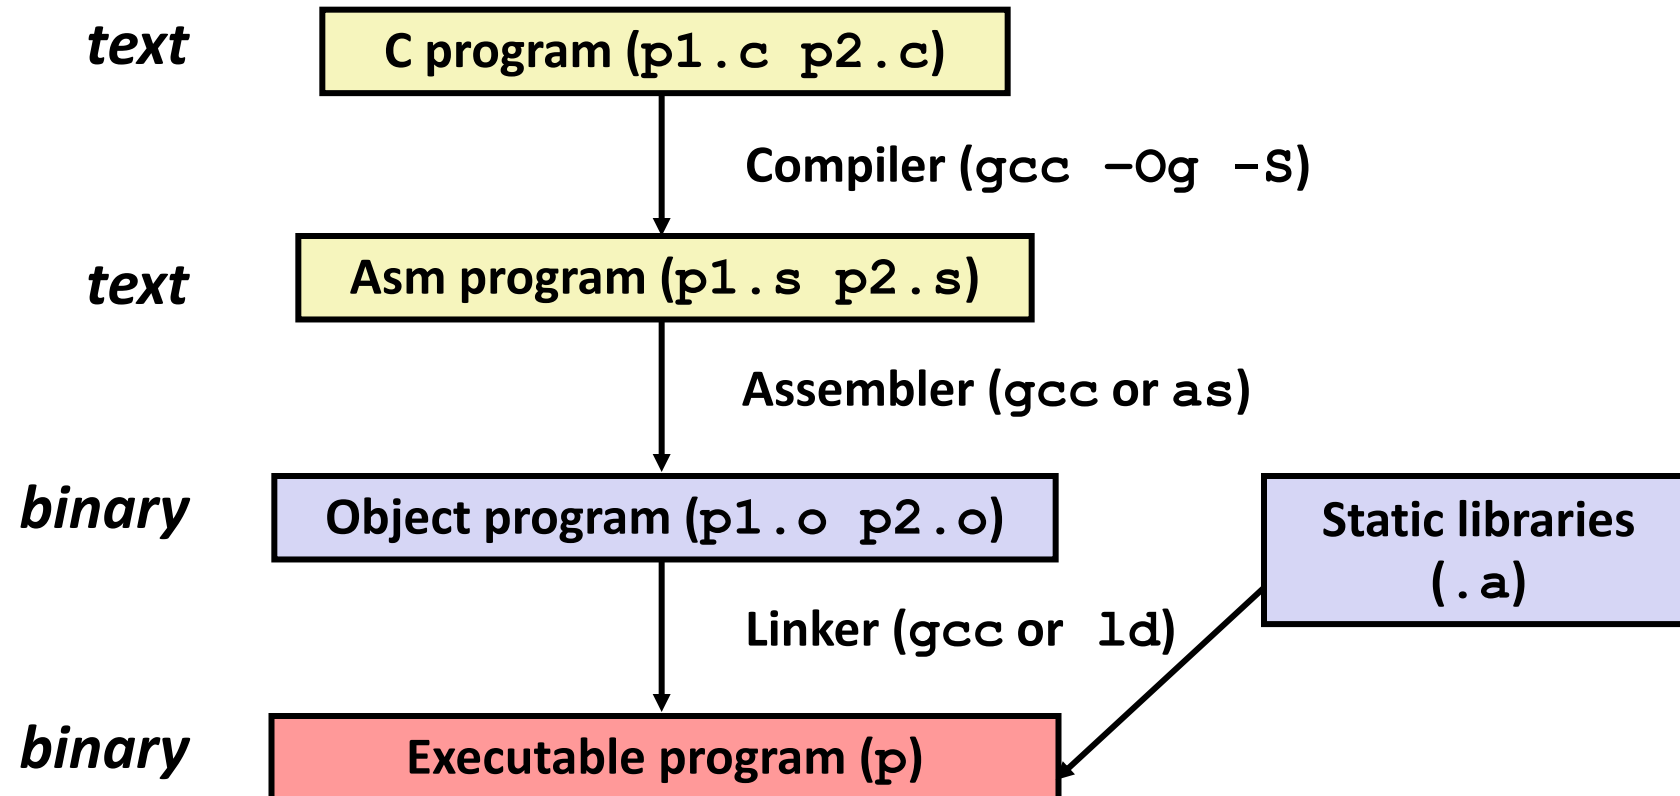 text
C program (p1.c p2.c)
Compiler (gcc –Og -S)
text
Asm program (p1.s p2.s)
Assembler (gcc or as)
binary
Object program (p1.o p2.o)
Static libraries
(.a)
Linker (gcc or ld)
binary
Executable program (p)